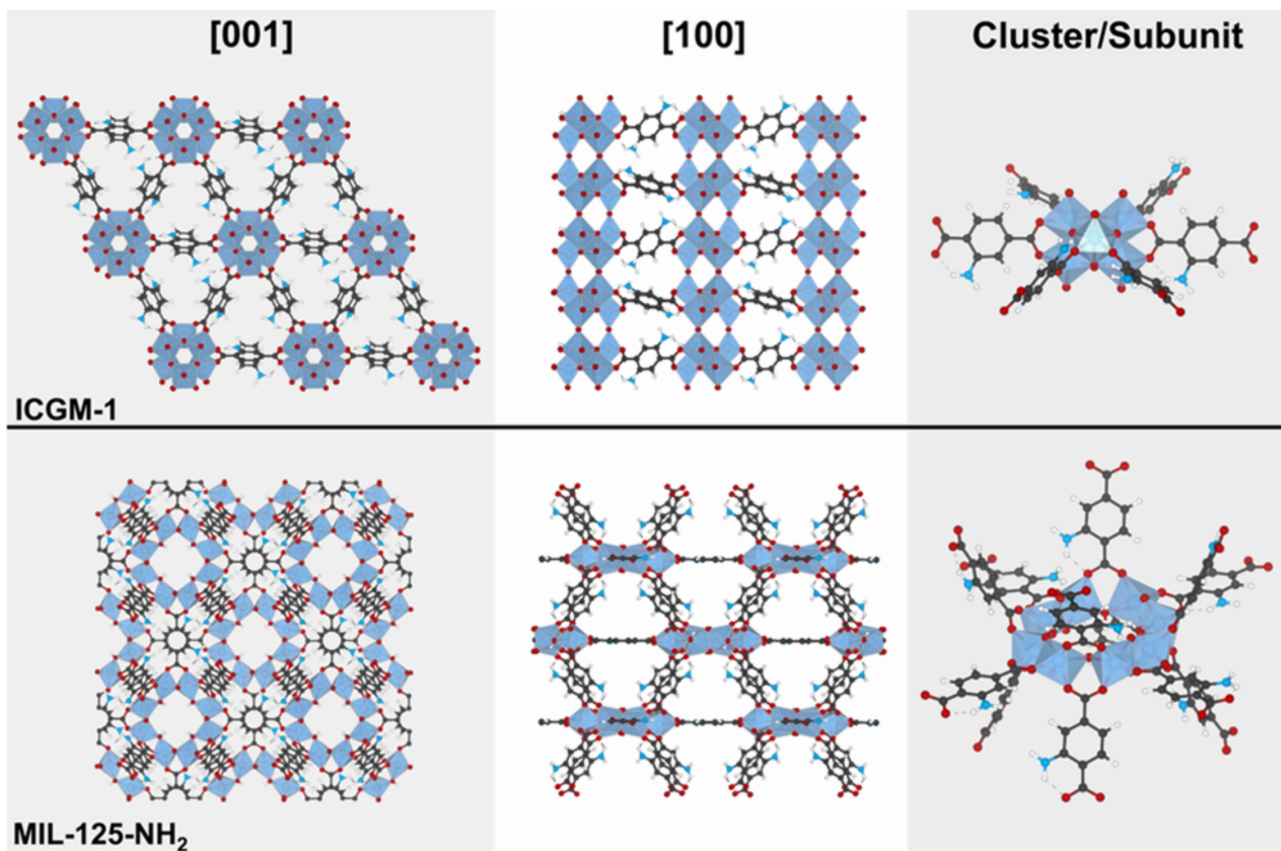 [001] [100] Cluster/Subunit
ICGM-1
MIL-125-NH₂